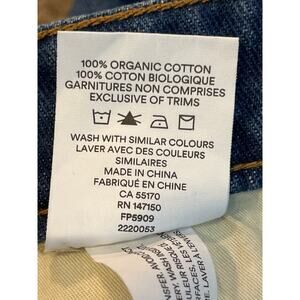 100% ORGANIC COTTON
100% COTON BIOLOGIQUE
GARNITURES NON COMPRISES
EXCLUSIVE OF TRIMS
WASH WITH SIMILAR COLOURS
LAVER AVEC DES COULEURS
SIMILAIRES
MADE IN CHINA
FABRIQUÉ EN CHINE
CA 55170
RN 147150
FP5909
2220053